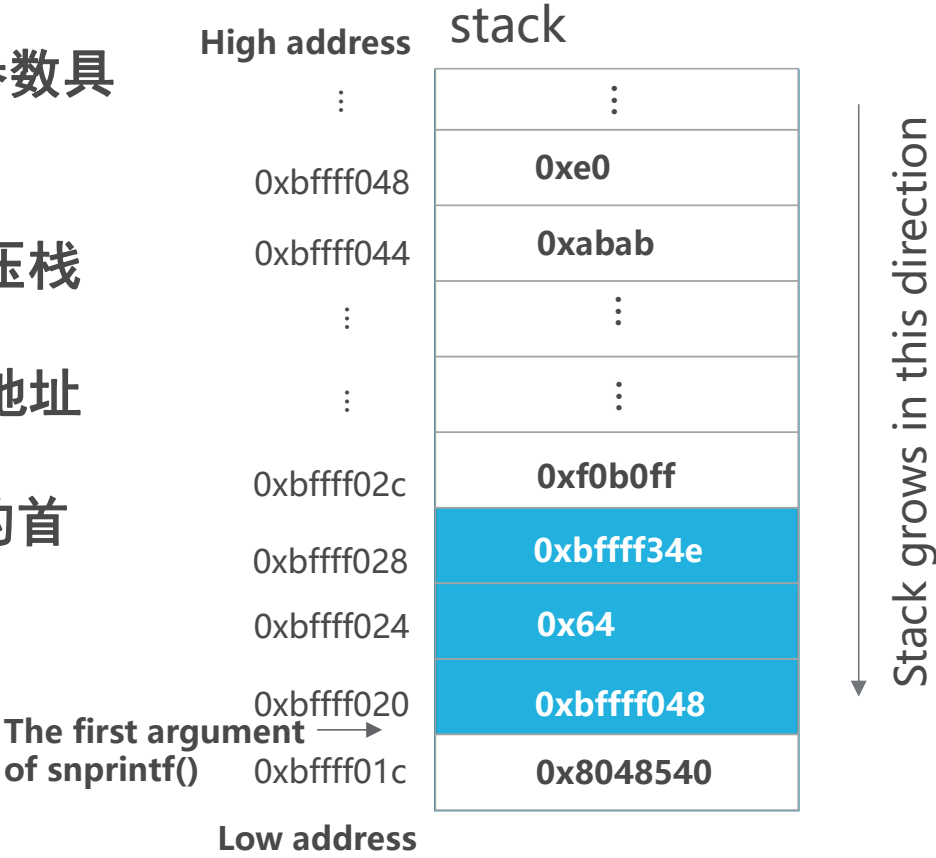 参数具
压栈
地址
的首
High address
stack
⋮
⋮
0xbffff048
0xe0
0xbffff044
0xabab
⋮
⋮
⋮
⋮
0xbffff02c
0xf0b0ff
0xbffff028
0xbffff34e
0xbffff024
0x64
0xbffff020
0xbffff048
The first argument
of snprintf()
0xbffff01c
0x8048540
Low address
Stack grows in this direction